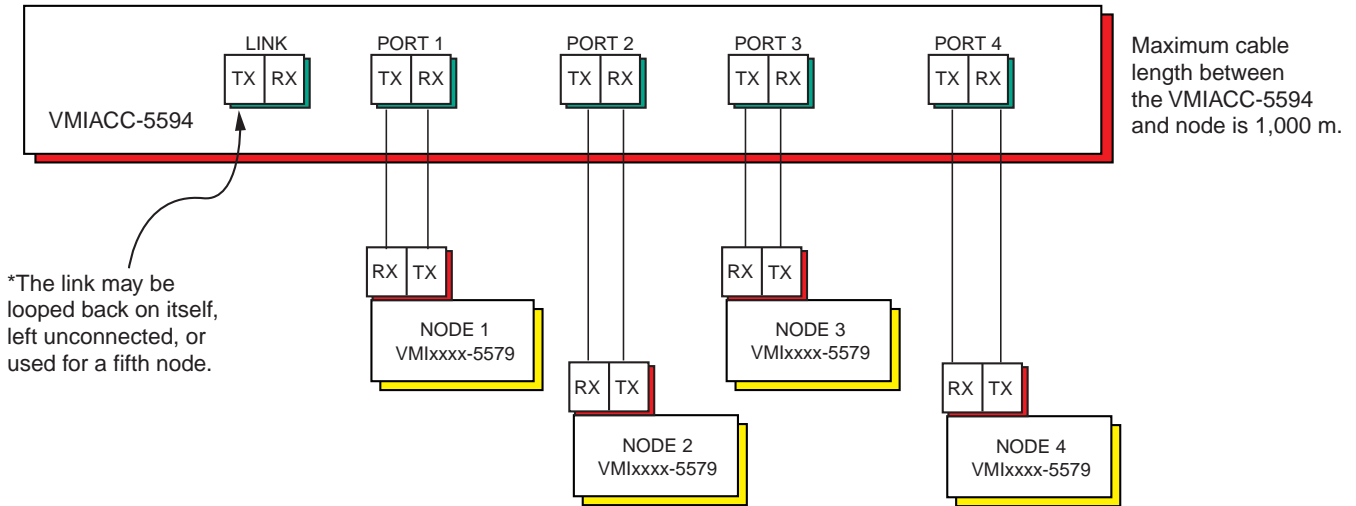 LINK PORT 1 PORT 2 PORT 3 PORT 4
TX RX TX RX TX RX TX RX TX RX
VMIACC-5594
Maximum cable
length between
the VMIACC-5594
and node is 1,000 m.
*The link may be
looped back on itself,
left unconnected, or
used for a fifth node.
RX TX
NODE 1
VMIxxxx-5579
RX TX
NODE 2
VMIxxxx-5579
RX TX
NODE 3
VMIxxxx-5579
RX TX
NODE 4
VMIxxxx-5579